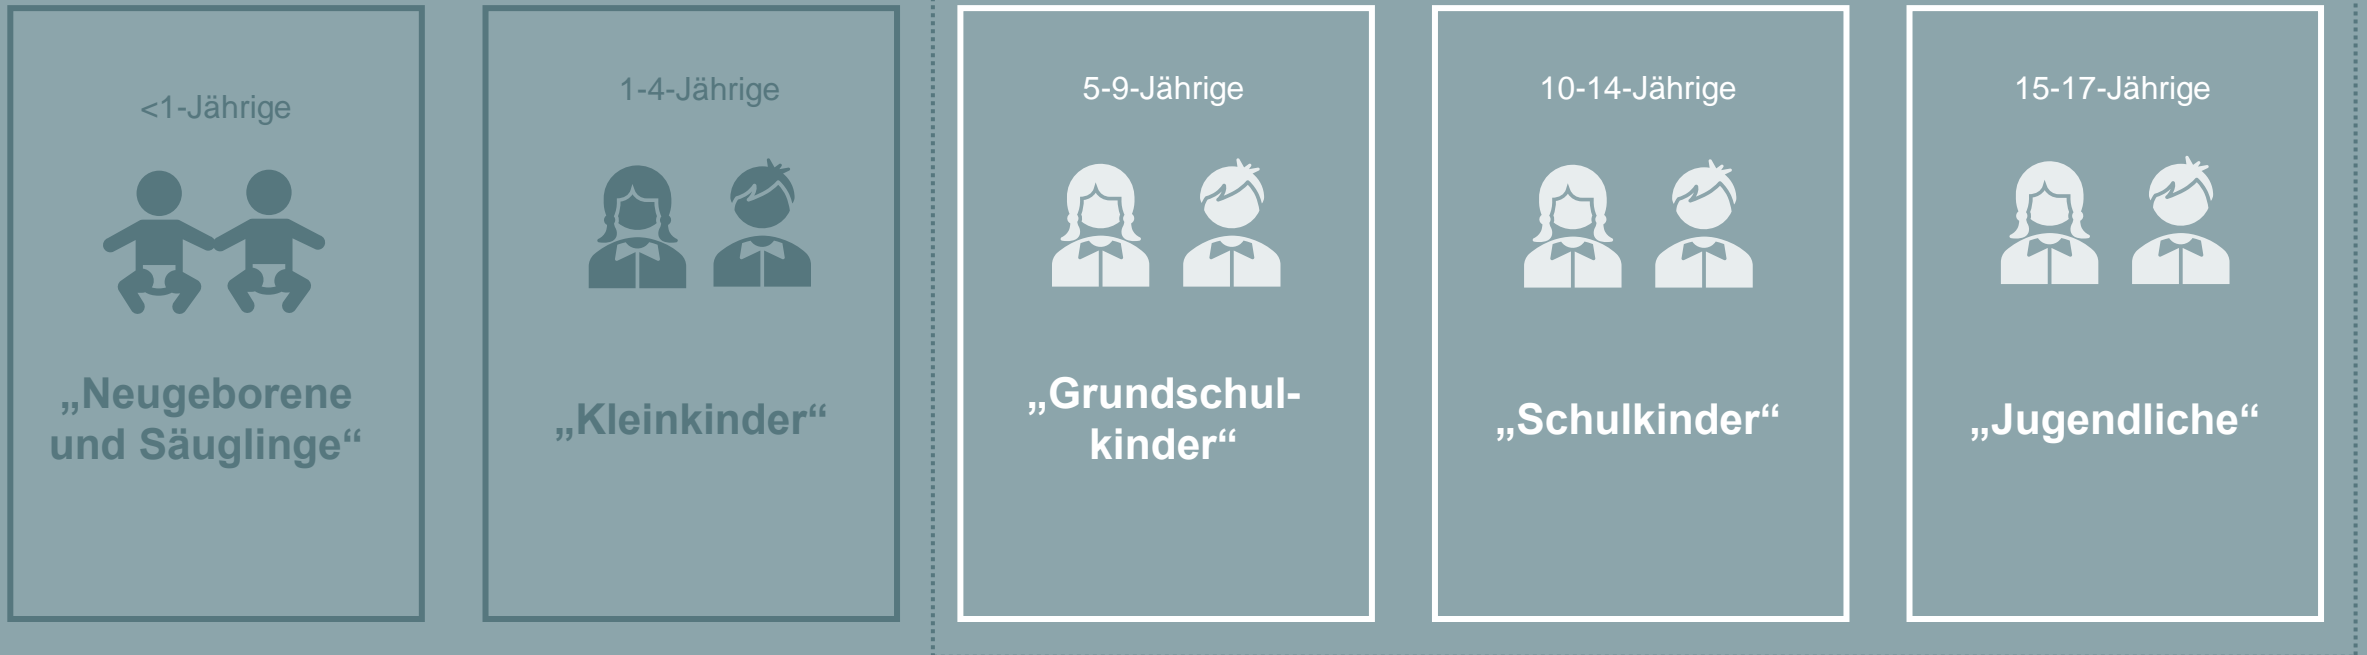 <1-Jährige
„Neugeborene
und Säuglinge“
1-4-Jährige
„Kleinkinder“
5-9-Jährige
„Grundschul-
kinder“
10-14-Jährige
„Schulkinder“
15-17-Jährige
„Jugendliche“